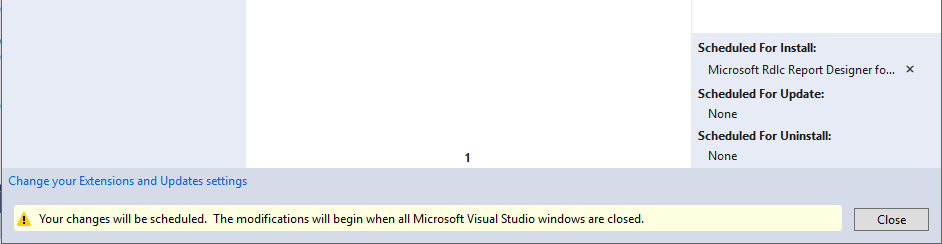 Scheduled For Install:
Microsoft Rdlc Report Designer fo...
Scheduled For Update:
None
Scheduled For Uninstall:
None
1
Change your Extensions and Updates settings
Your changes will be scheduled.  The modifications will begin when all Microsoft Visual Studio windows are closed.
Close